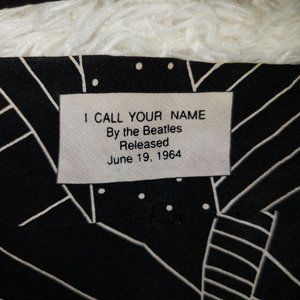 I CALL YOUR NAME
By the Beatles
Released
June 19, 1964